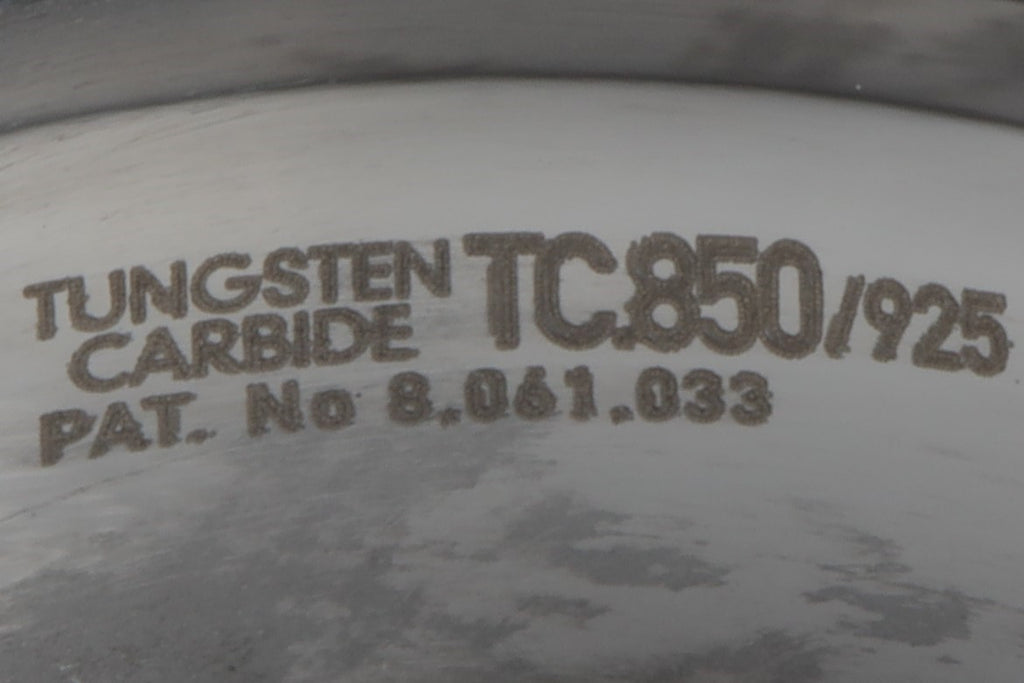 TUNGSTEN CARBIDE TC.850/925
PAT. No 8,061,033